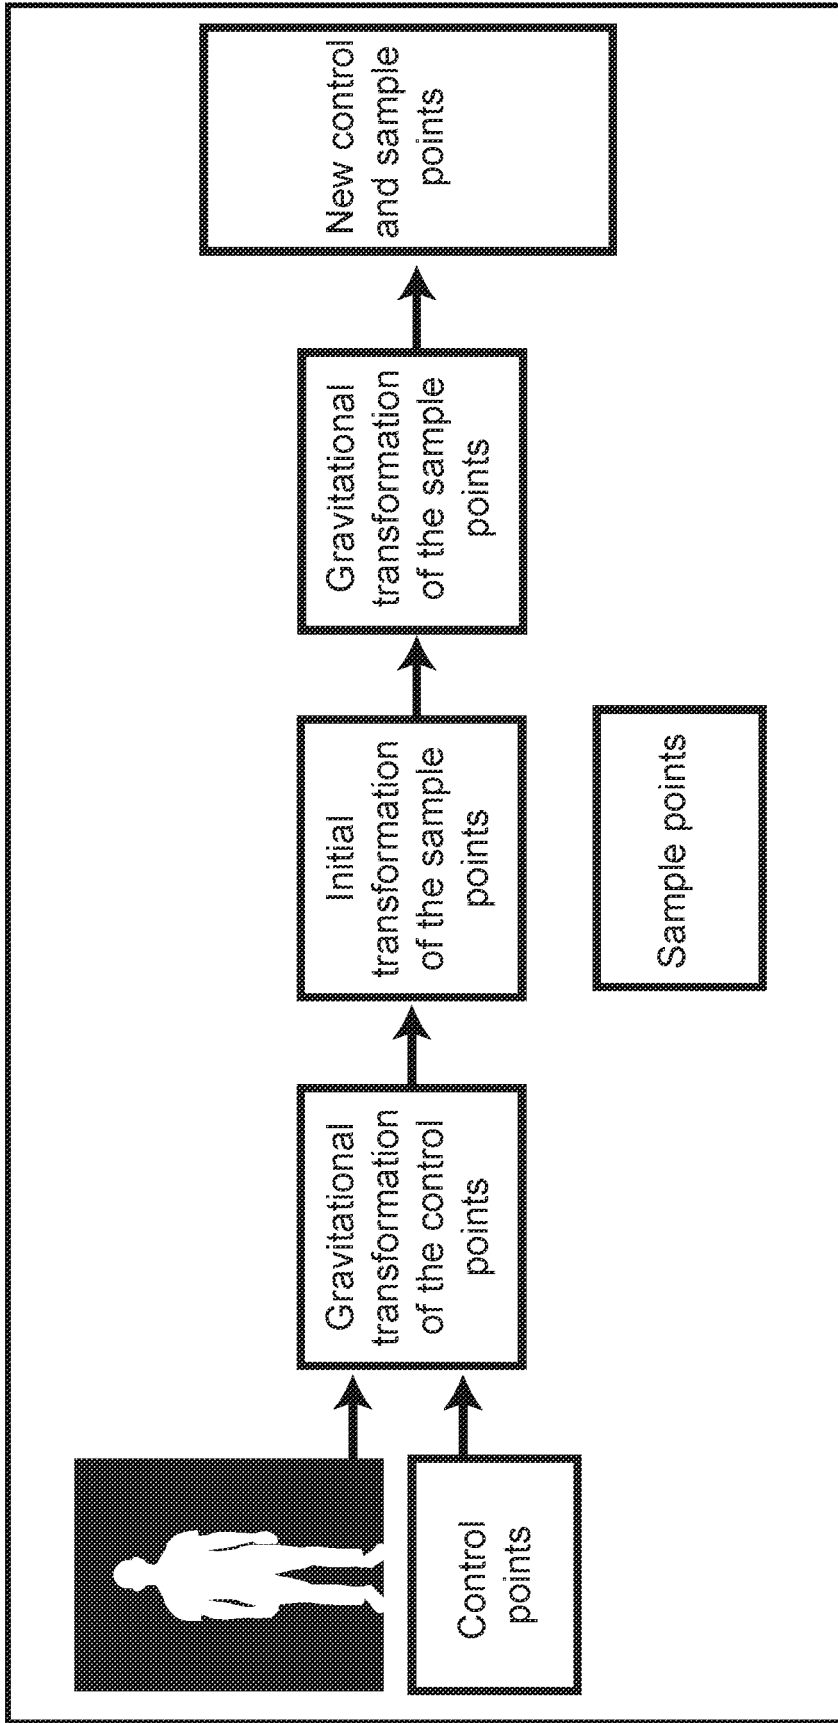 Control
points
Gravitational
transformation
of the control
points
Initial
transformation
of the sample
points
Sample points
Gravitational
transformation
of the sample
points
New control
and sample
points